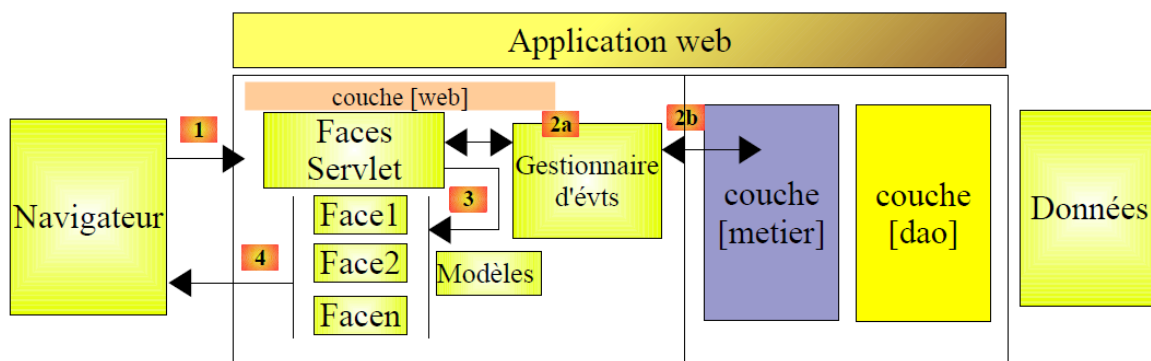 Application web
couche [web]
1
Faces
Servlet
2a
2b
Gestionnaire
d'évts
Navigateur
3
Face1
couche
[metier]
couche
[dao]
Données
4
Face2
Modèles
Facen